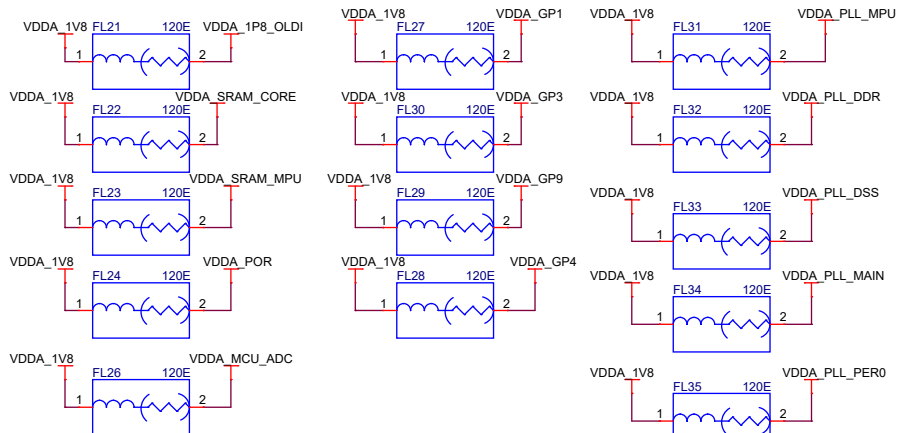 VDDA_1V8 FL21 120E VDDA_1P8_OLDI
1 2
VDDA_1V8 FL22 120E VDDA_SRAM_CORE
1 2
VDDA_1V8 FL23 120E VDDA_SRAM_MPU
1 2
VDDA_1V8 FL24 120E VDDA_POR
1 2
VDDA_1V8 FL26 120E VDDA_MCU_ADC
1 2
VDDA_1V8 FL27 120E VDDA_GP1
1 2
VDDA_1V8 FL30 120E VDDA_GP3
1 2
VDDA_1V8 FL29 120E VDDA_GP9
1 2
VDDA_1V8 FL28 120E VDDA_GP4
1 2
VDDA_1V8 FL31 120E VDDA_PLL_MPU
1 2
VDDA_1V8 FL32 120E VDDA_PLL_DDR
1 2
VDDA_1V8 FL33 120E VDDA_PLL_DSS
1 2
VDDA_1V8 FL34 120E VDDA_PLL_MAIN
1 2
VDDA_1V8 FL35 120E VDDA_PLL_PER0
1 2